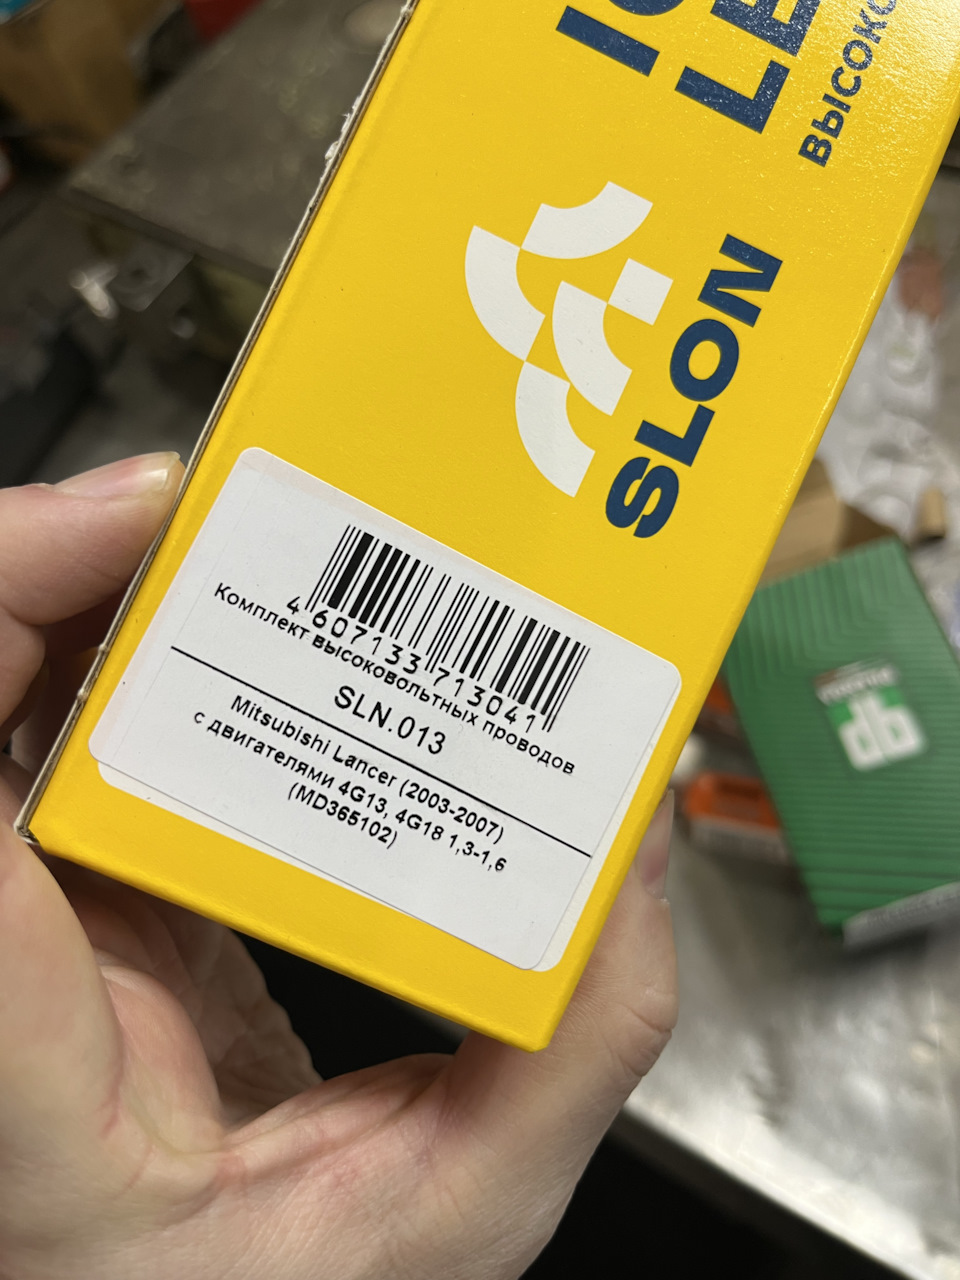 SLON
4 607133 713041
Комплект высоковольтных проводов
SLN.013
Mitsubishi Lancer (2003-2007)
с двигателями 4G13, 4G18 1,3-1,6
(MD365102)
db